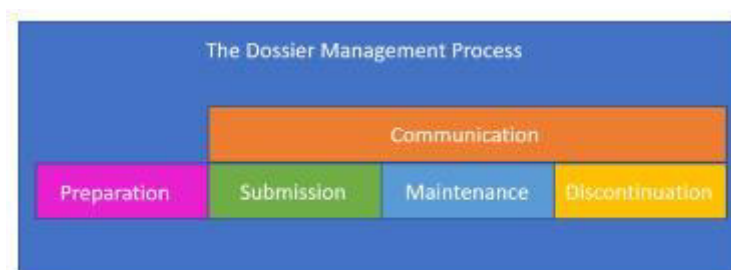 The Dossier Management Process
Communication
Preparation Submission Maintenance Discontinuation